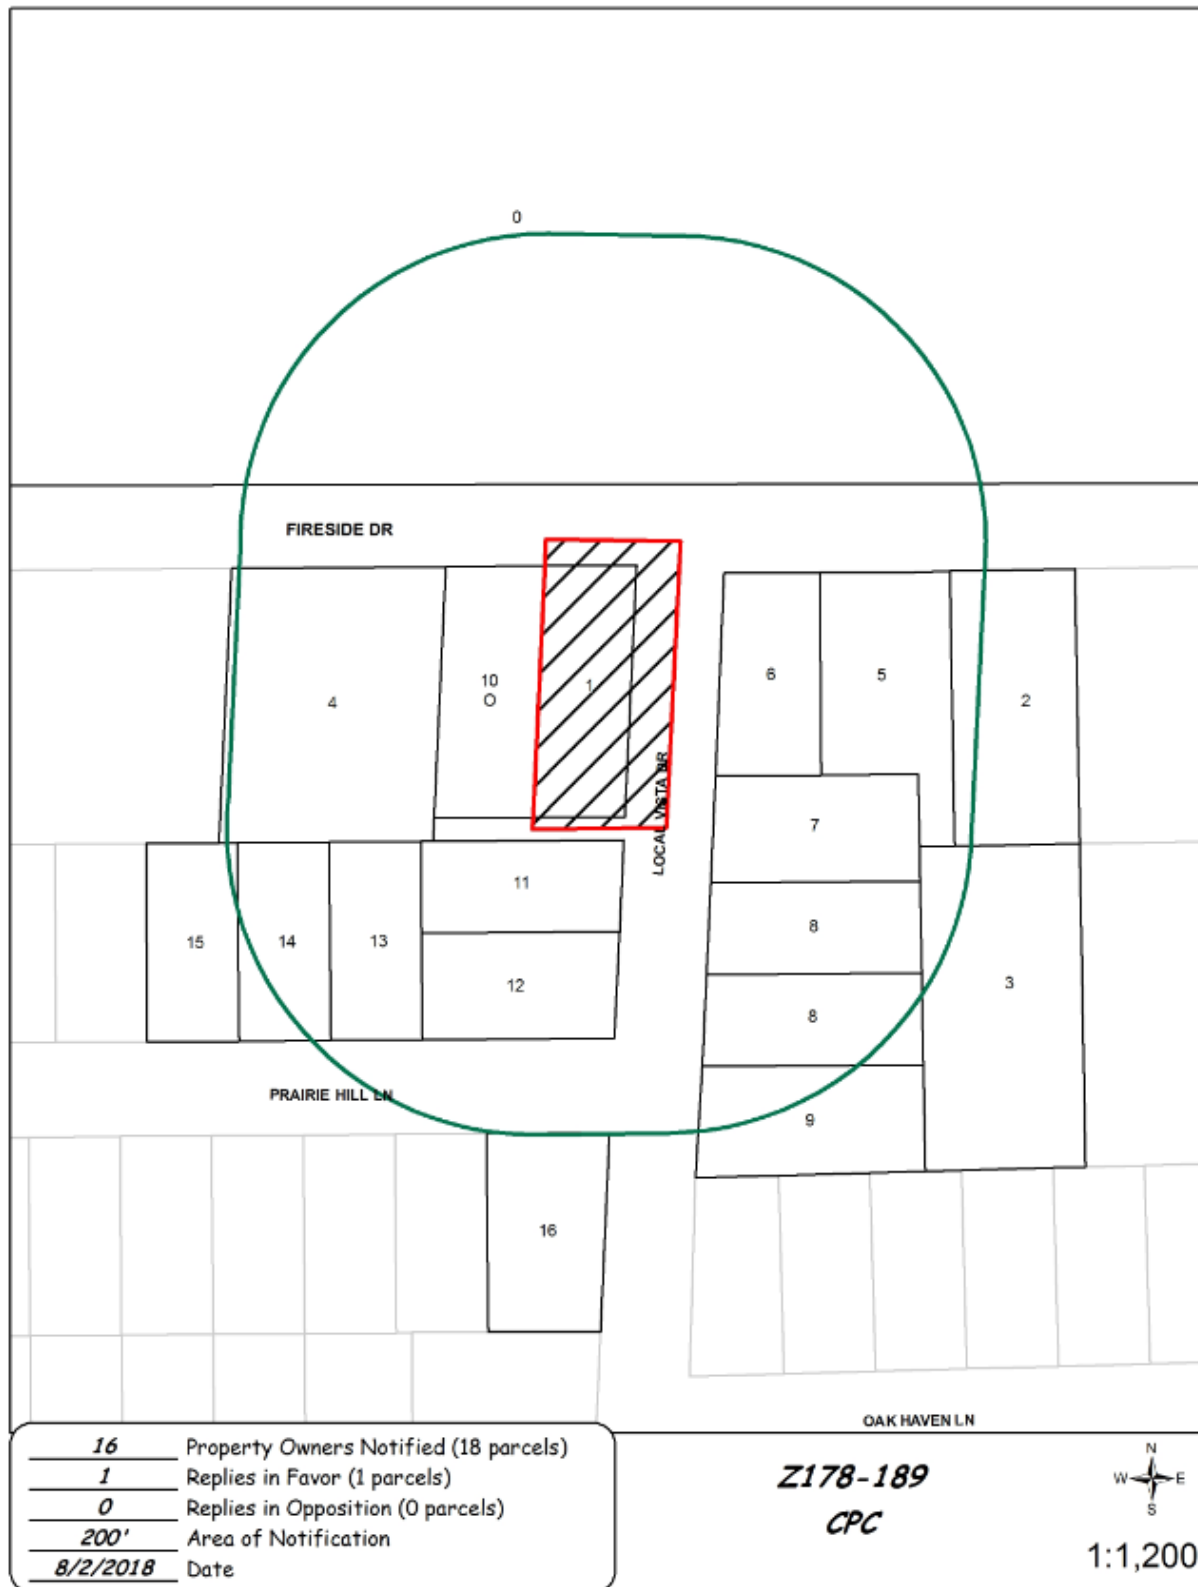 0
FIRESIDE DR
10
O
1
4
6
5
2
7
LOCAL VISTA DR
11
8
15
14
13
12
3
8
PRAIRIE HILL LN
9
16
OAK HAVEN LN
16 Property Owners Notified (18 parcels)
1 Replies in Favor (1 parcels)
0 Replies in Opposition (0 parcels)
200' Area of Notification
8/2/2018 Date
Z178-189
CPC
N
W E
S
1:1,200